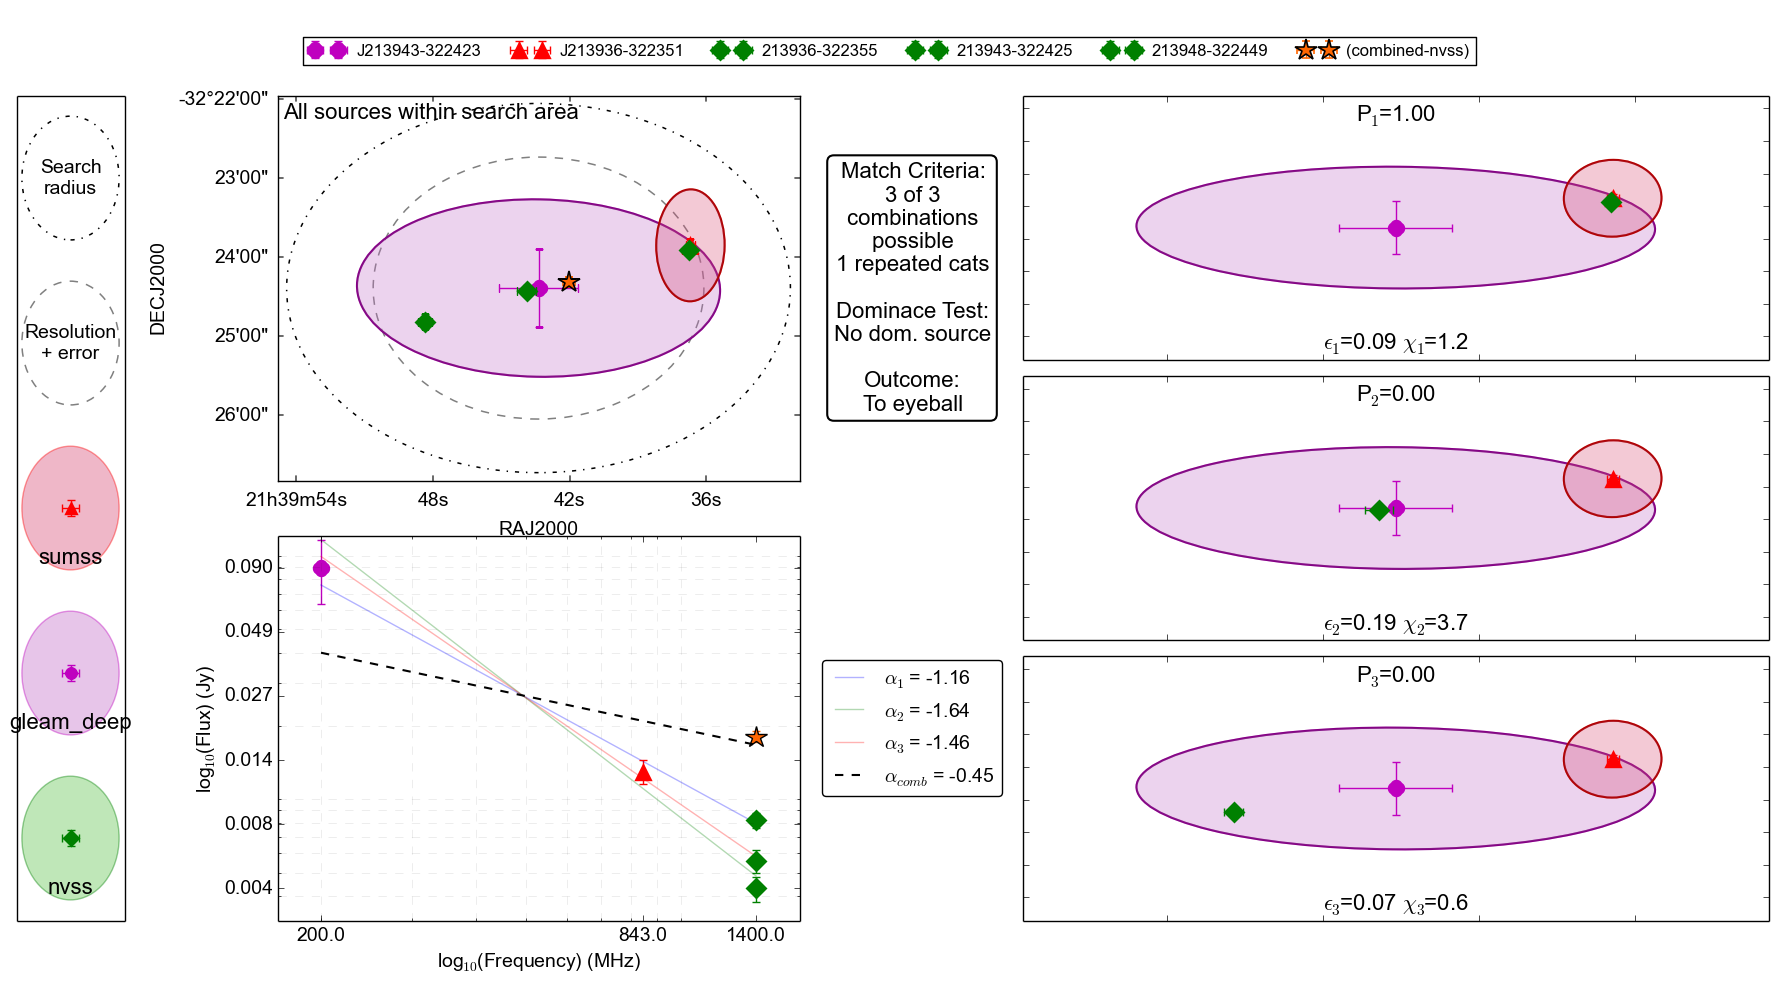 J213943-322423 J213936-322351 213936-322355 213943-322425 213948-322449 (combined-nvss)
Search
radius
Resolution
+ error
sumss
gleam_deep
nvss
All sources within search area
-32°22'00"
23'00"
24'00"
25'00"
26'00"
DECJ2000
21h39m54s 48s 42s 36s
RAJ2000
0.090
0.049
0.027
0.014
0.008
0.004
log10(Flux) (Jy)
200.0 843.0 1400.0
log10(Frequency) (MHz)
Match Criteria:
3 of 3
combinations
possible
1 repeated cats
Dominace Test:
No dom. source
Outcome:
To eyeball
α1 = -1.16
α2 = -1.64
α3 = -1.46
αcomb = -0.45
P1=1.00
ϵ1=0.09 χ1=1.2
P2=0.00
ϵ2=0.19 χ2=3.7
P3=0.00
ϵ3=0.07 χ3=0.6